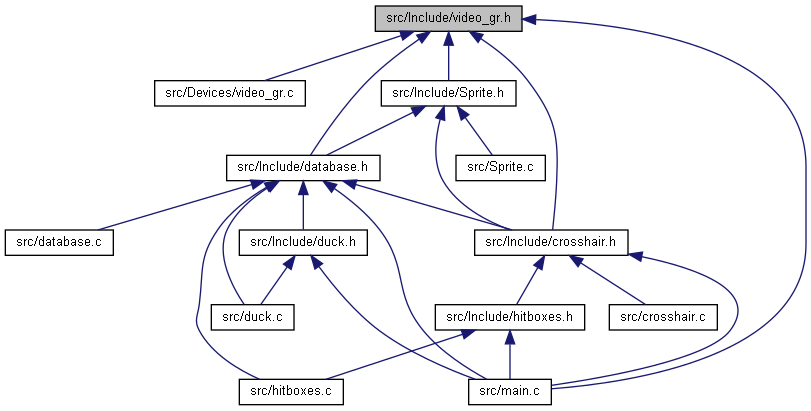 src/Include/video_gr.h
src/Devices/video_gr.c
src/Include/Sprite.h
src/Include/database.h
src/Sprite.c
src/database.c
src/Include/duck.h
src/Include/crosshair.h
src/duck.c
src/Include/hitboxes.h
src/crosshair.c
src/hitboxes.c
src/main.c